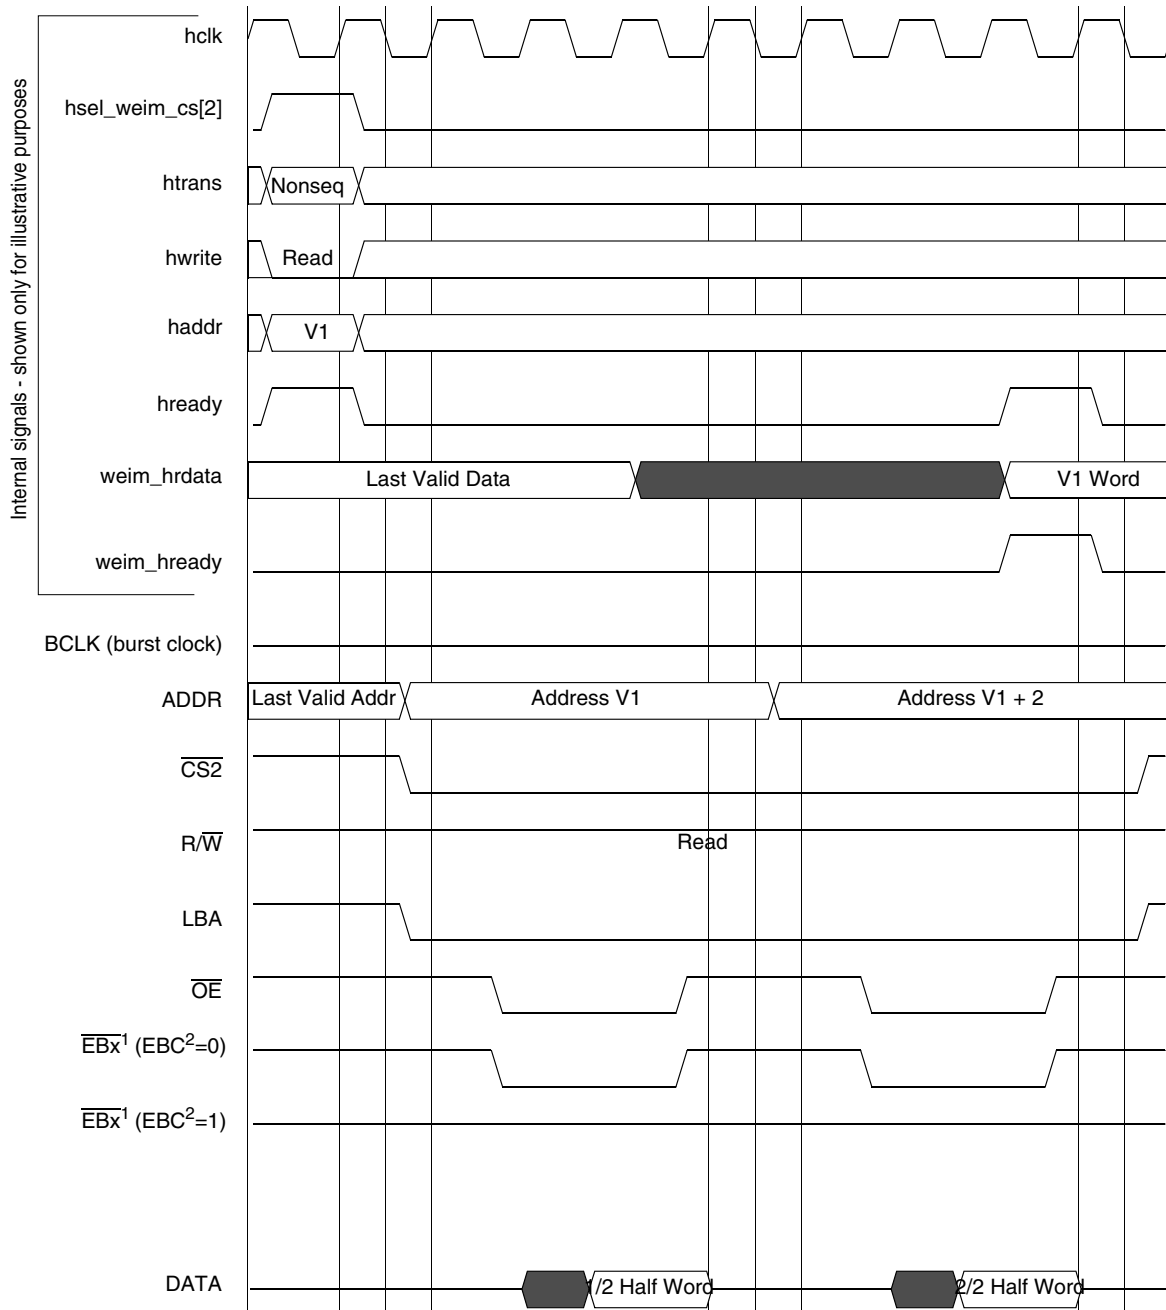 Internal signals - shown only for illustrative purposes
hclk
hsel_weim_cs[2]
htrans
Nonseq
hwrite
Read
haddr
V1
hready
weim_hrdata
Last Valid Data
V1 Word
weim_hready
BCLK (burst clock)
ADDR
Last Valid Addr
Address V1
Address V1 + 2
CS2
R/W
Read
LBA
OE
EBx1 (EBC2=0)
EBx1 (EBC2=1)
DATA
1/2 Half Word
2/2 Half Word